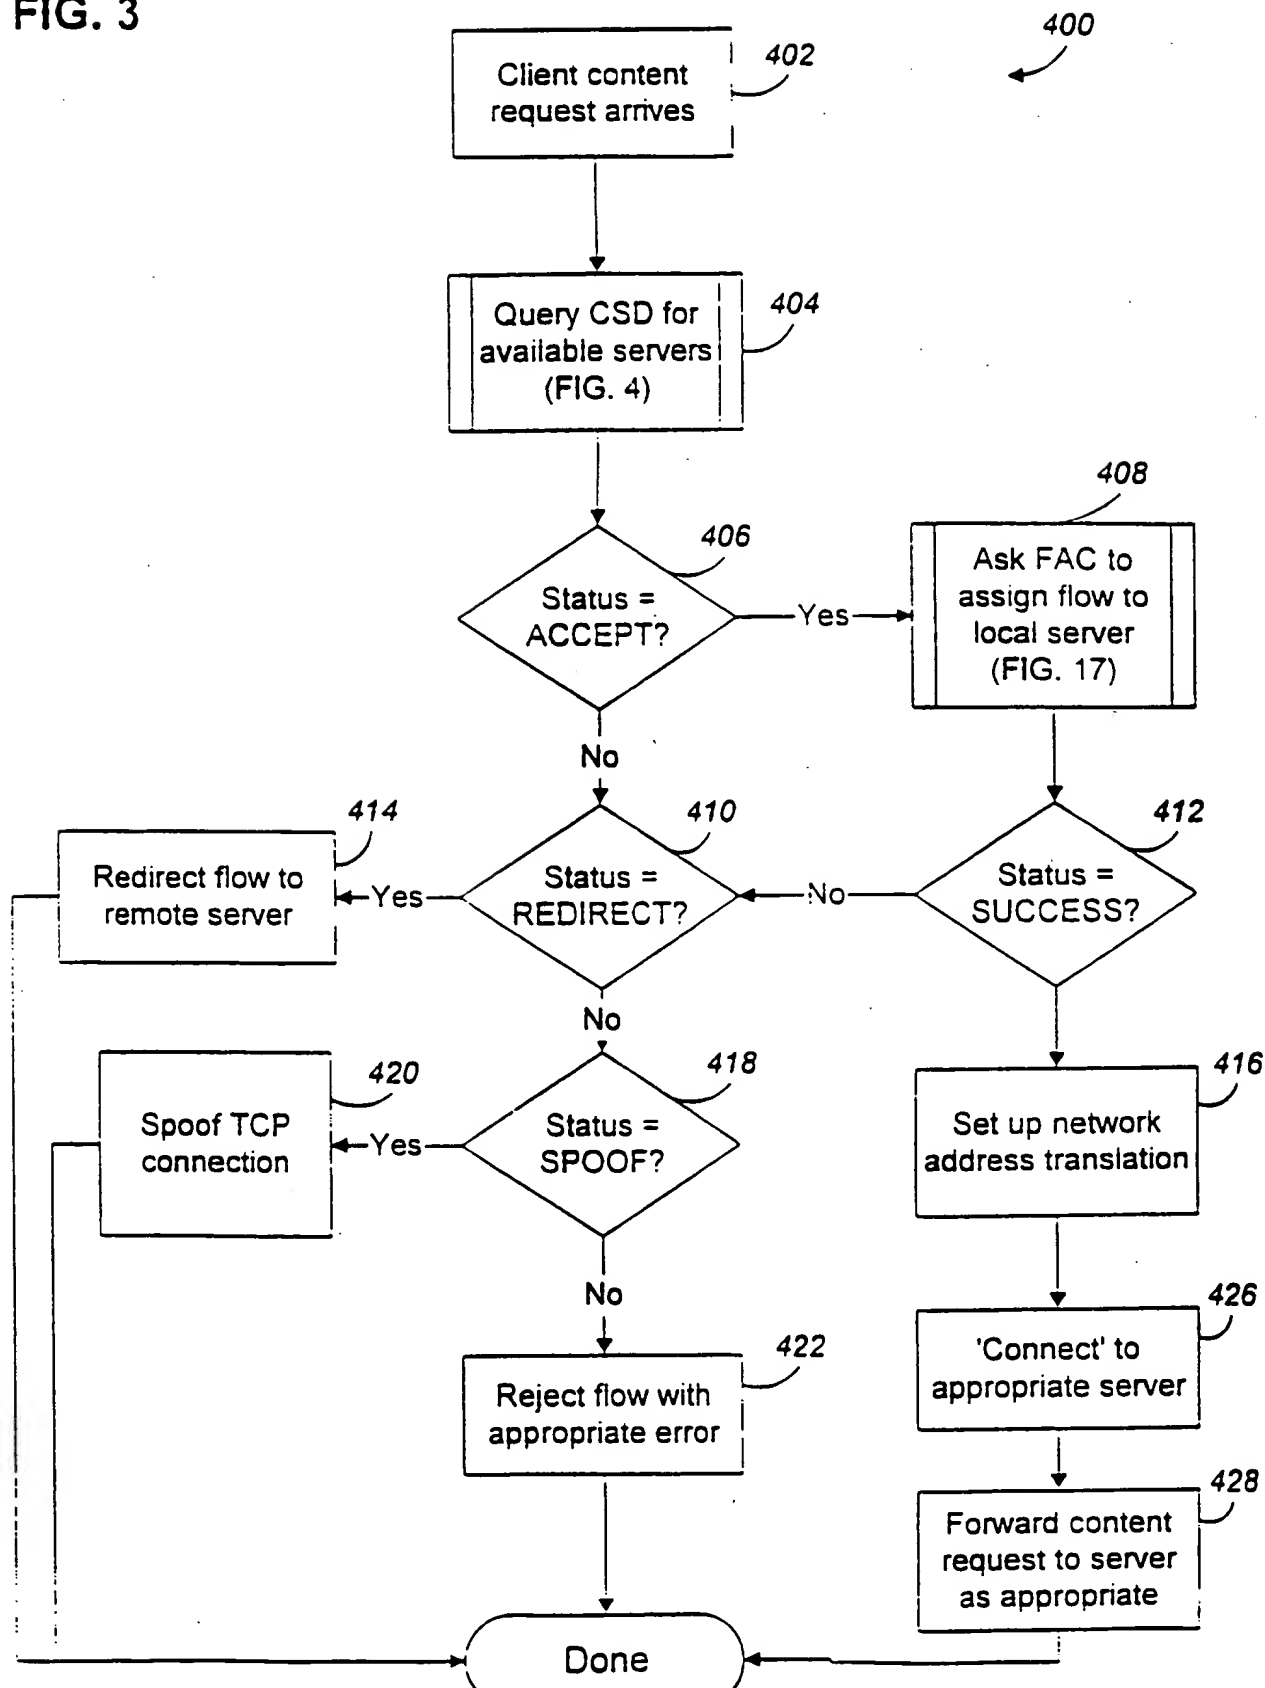 FIG. 3
400
402
Client content
request arrives
404
Query CSD for
available servers
(FIG. 4)
408
406
Status =
ACCEPT?
Yes
Ask FAC to
assign flow to
local server
(FIG. 17)
No
414
410
412
Redirect flow to
remote server
Yes
Status =
REDIRECT?
No
Status =
SUCCESS?
No
420
418
416
Spoof TCP
connection
Yes
Status =
SPOOF?
Set up network
address translation
No
426
422
'Connect' to
appropriate server
Reject flow with
appropriate error
428
Forward content
request to server
as appropriate
Done